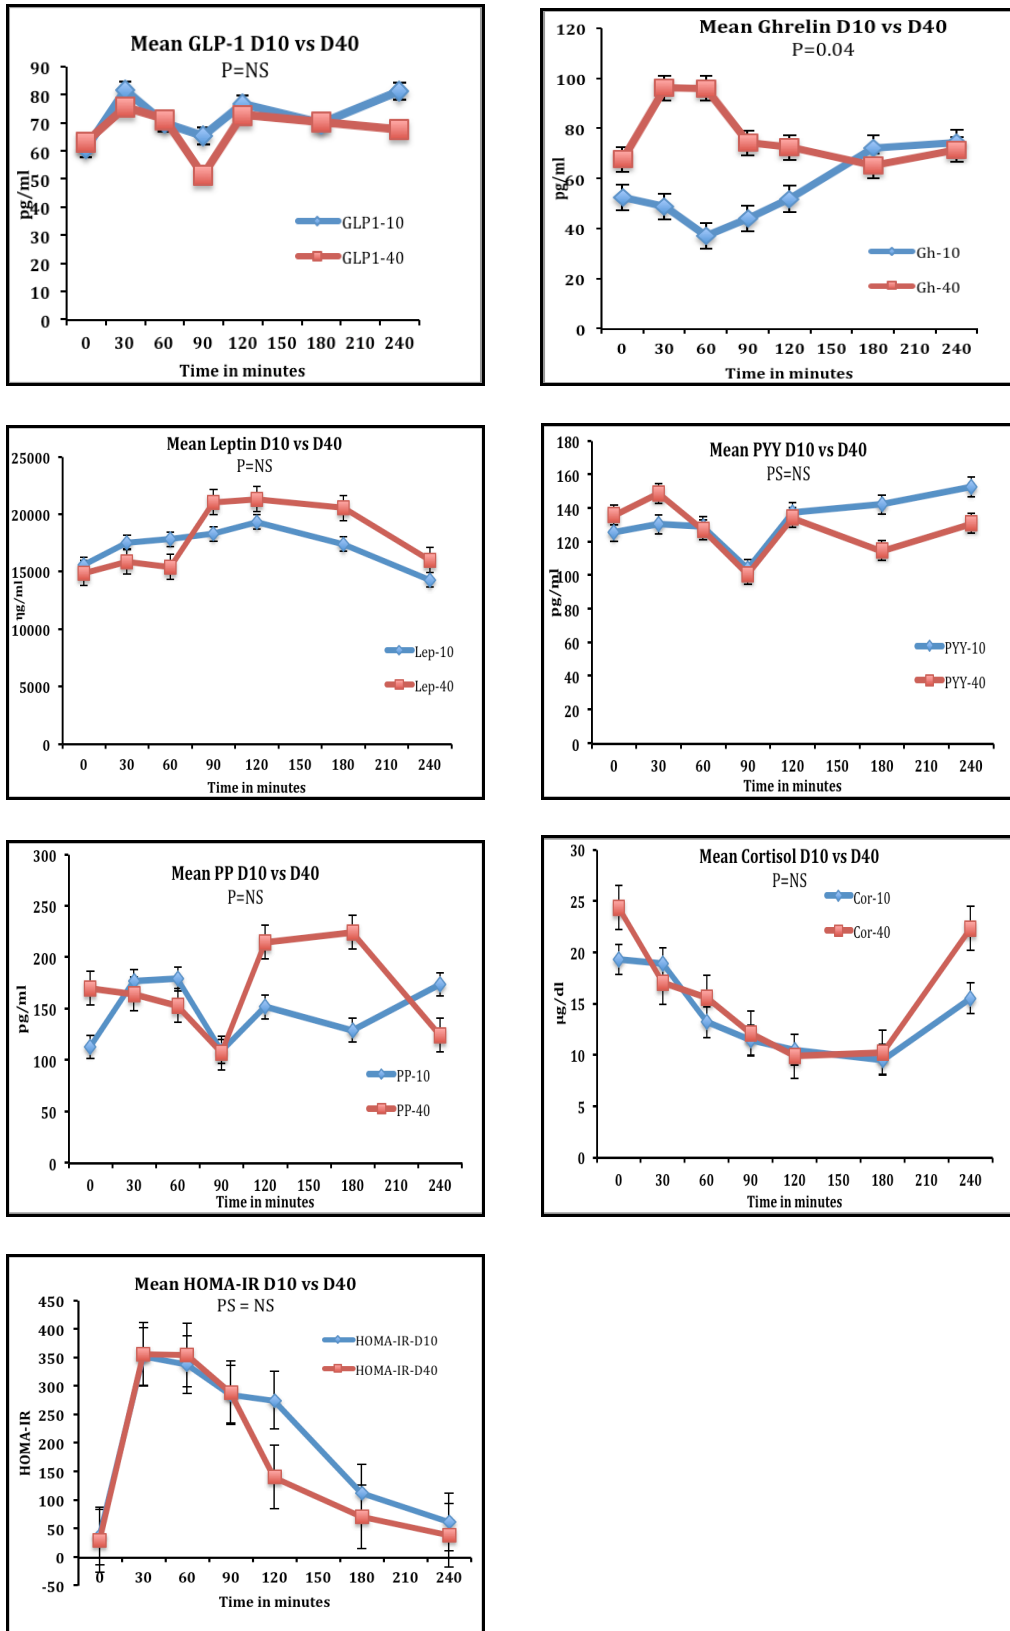 Mean GLP-1 D10 vs D40
P=NS
90
80
70
60
50
40
30
20
10
0
pg/ml
GLP1-10
GLP1-40
0 30 60 90 120 150 180 210 240
Time in minutes
Mean Ghrelin D10 vs D40
P=0.04
120
100
80
60
40
20
0
pg/ml
Gh-10
Gh-40
0 30 60 90 120 150 180 210 240
Time in minutes
Mean Leptin D10 vs D40
P=NS
25000
20000
15000
10000
5000
0
ng/ml
Lep-10
Lep-40
0 30 60 90 120 150 180 210 240
Time in minutes
Mean PYY D10 vs D40
PS=NS
180
160
140
120
100
80
60
40
20
0
pg/ml
PYY-10
PYY-40
0 30 60 90 120 150 180 210 240
Time in minutes
Mean PP D10 vs D40
P=NS
300
250
200
150
100
50
0
pg/ml
PP-10
PP-40
0 30 60 90 120 150 180 210 240
Time in minutes
Mean Cortisol D10 vs D40
P=NS
30
25
20
15
10
5
0
µg/dl
Cor-10
Cor-40
0 30 60 90 120 150 180 210 240
Time in minutes
Mean HOMA-IR D10 vs D40
PS = NS
450
400
350
300
250
200
150
100
50
0
-50
HOMA-IR
HOMA-IR-D10
HOMA-IR-D40
0 30 60 90 120 150 180 210 240
Time in minutes